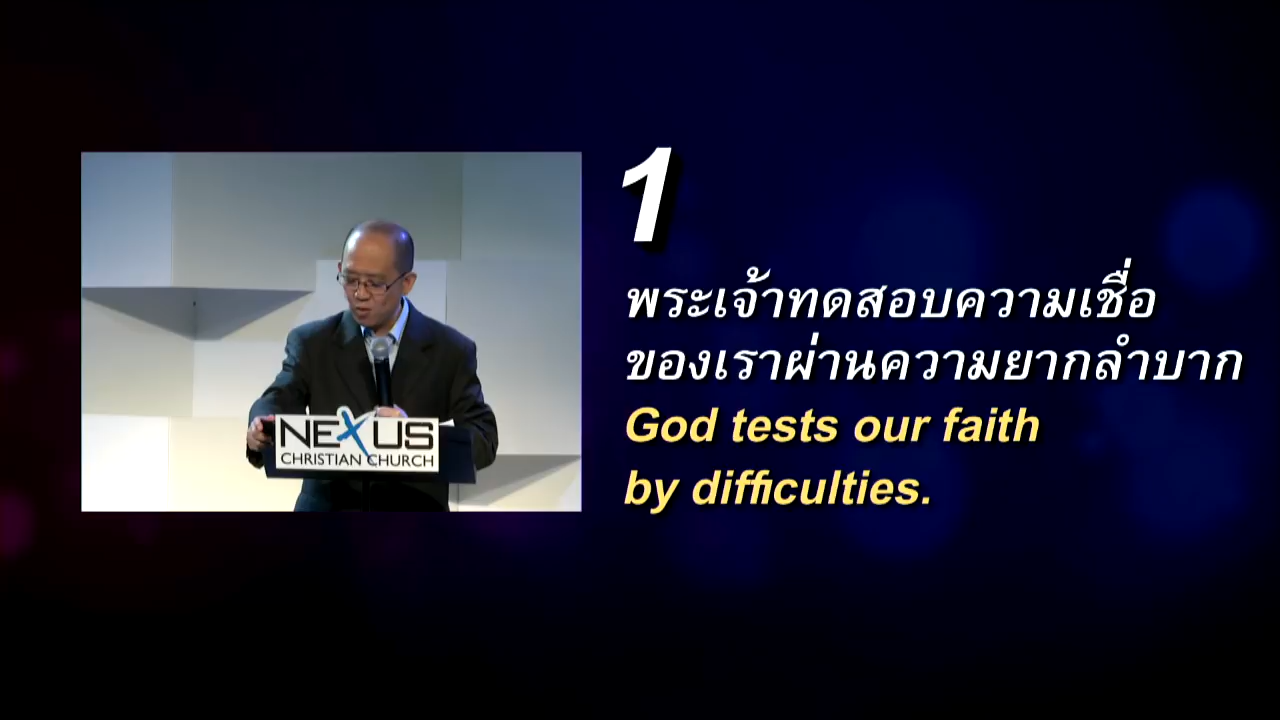 NEXUS
CHRISTIAN CHURCH
1
พระเจ้าทดสอบความเชื่อ
ของเราผ่านความยากลำบาก
God tests our faith
by difficulties.